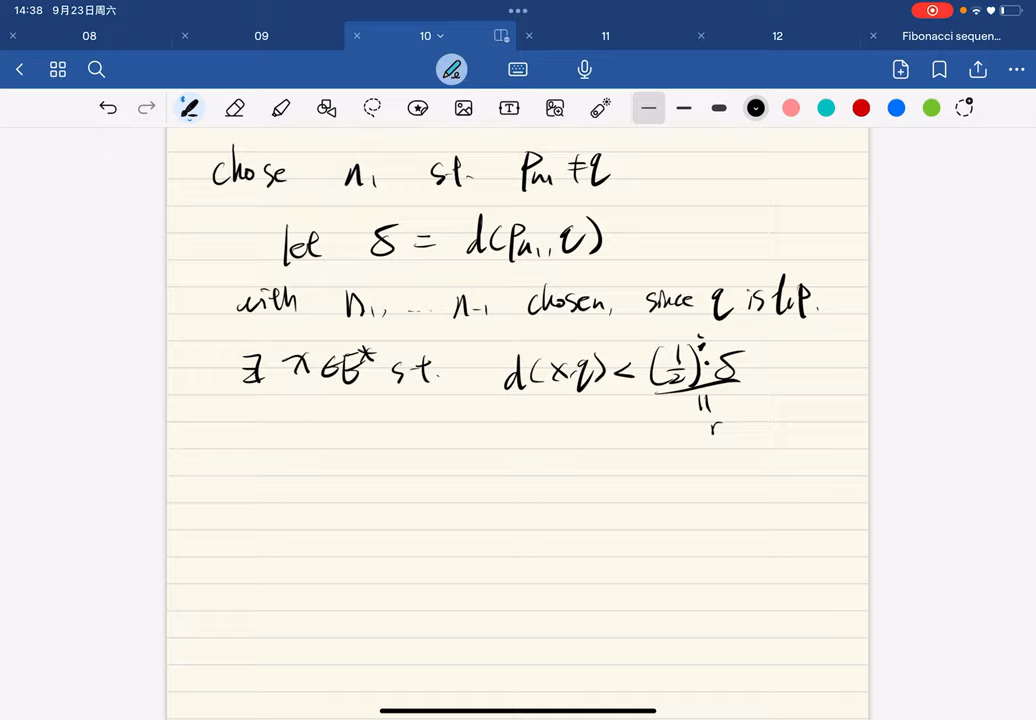 14:38 9月23日周六
08 09 10 11 12 Fibonacci sequen...
chose n₁ st. Pn₁ ≠ q
let δ = d(Pn₁, q)
with n₁, ... nᵢ₋₁ chosen, since q is l.p.
∃ x ∈ E* st. d(x,q) < (1/2)ⁱ · δ
||
r